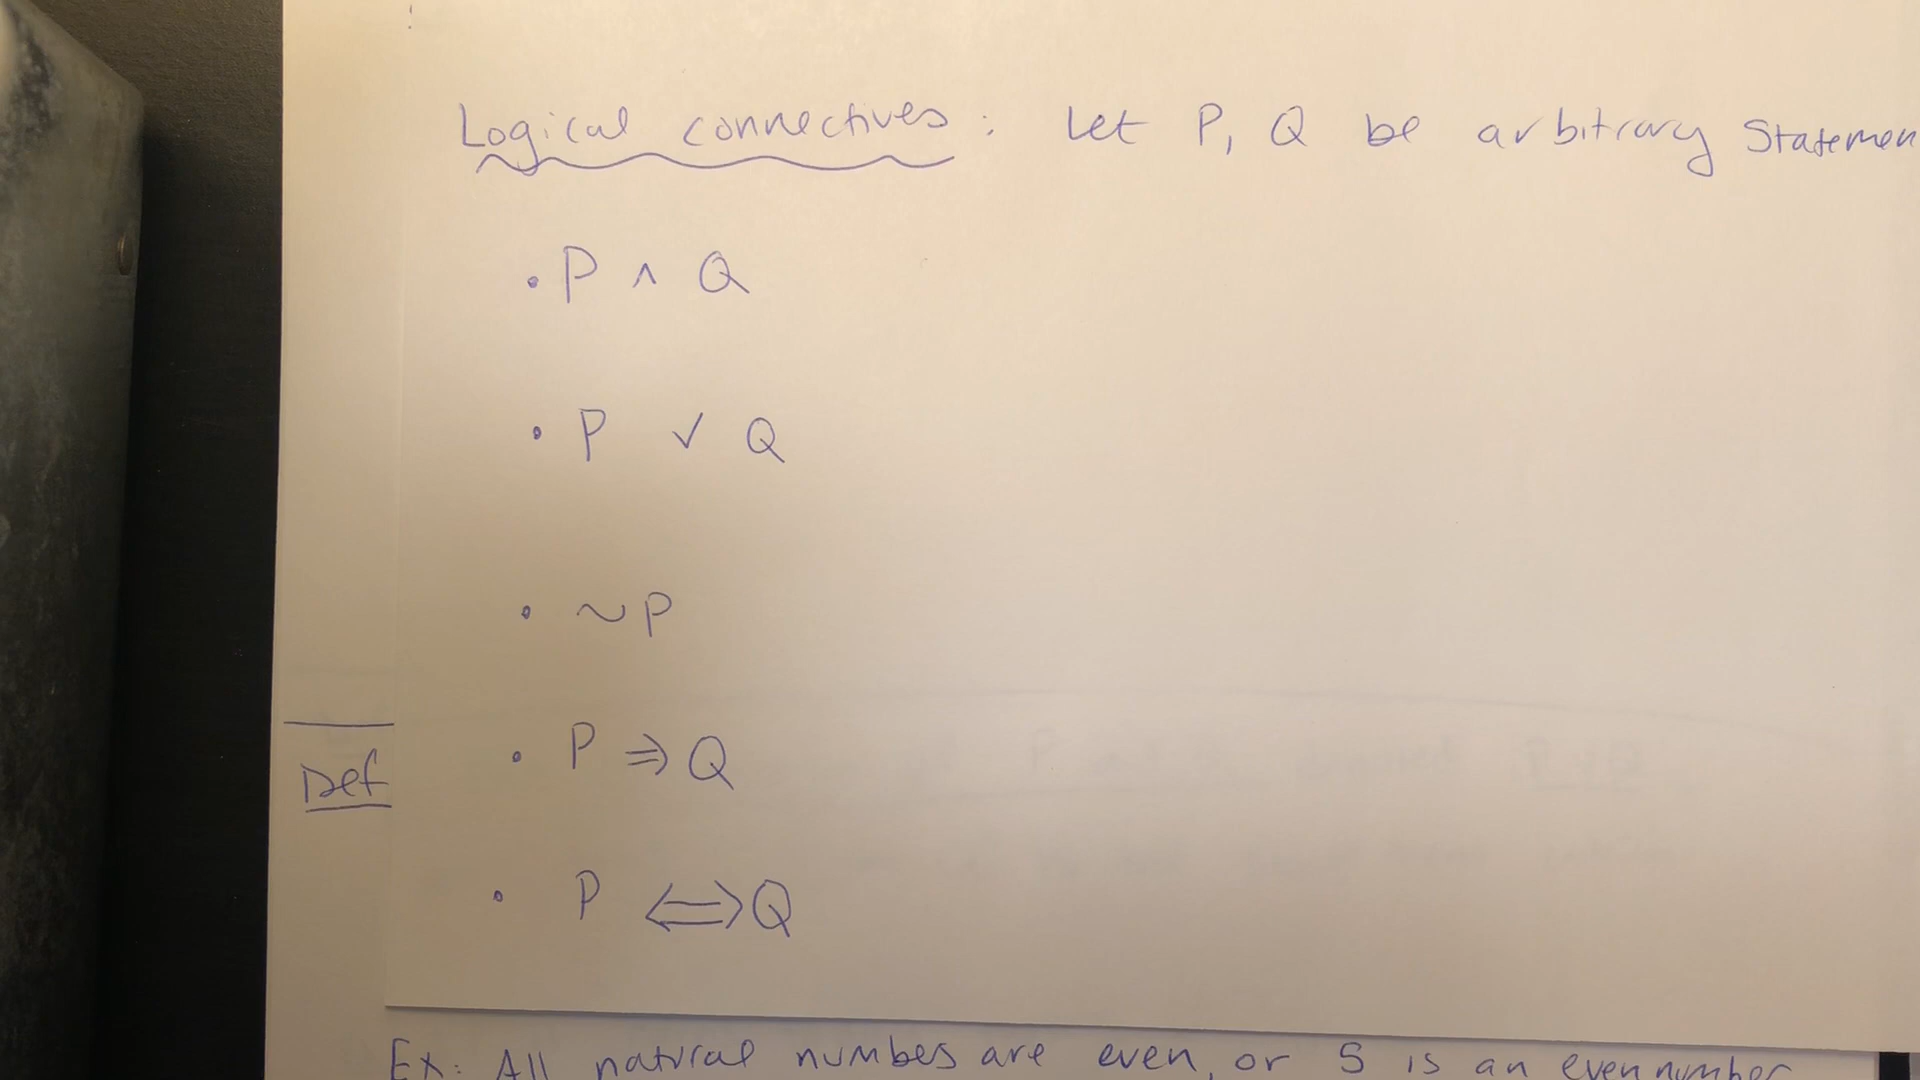 Logical connectives: Let P, Q be arbitrary Statemen
• P ∧ Q
• P ∨ Q
• ~P
• P ⇒ Q
Def
• P ⇔ Q
Ex: All natural numbes are even, or 5 is an even number